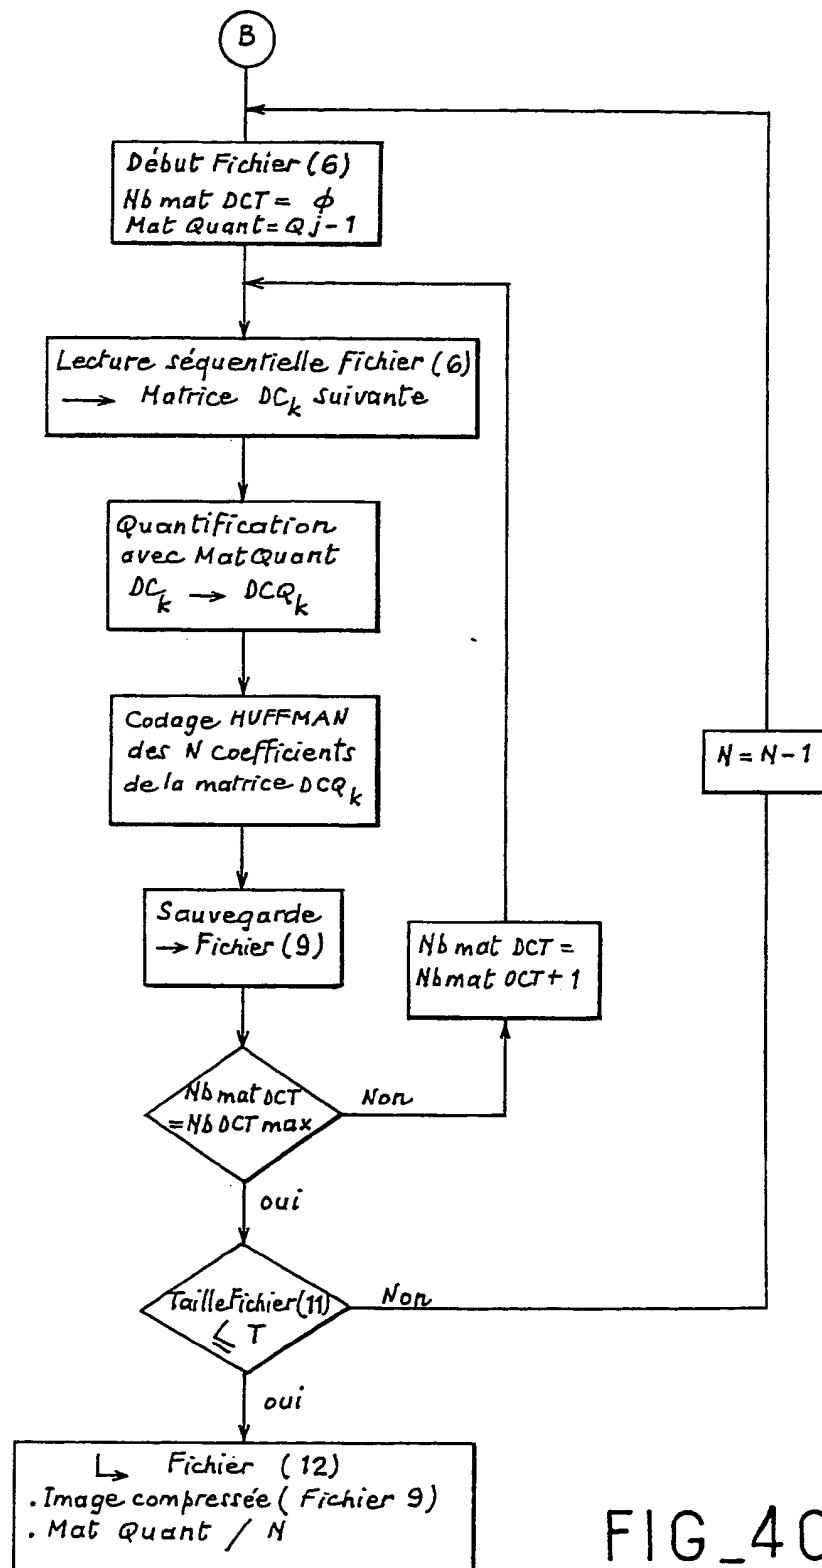 B
Début Fichier (6)
Nb mat DCT = ϕ
Mat Quant = Qj-1
Lecture séquentielle Fichier (6)
→ Matrice DCk suivante
Quantification
avec MatQuant
DCk → DCQk
Codage HUFFMAN
des N coefficients
de la matrice DCQk
N = N-1
Sauvegarde
→ Fichier (9)
Nb mat DCT =
Nbmat OCT + 1
Nb mat DCT
= Nb DCT max
Non
oui
Taille Fichier (11)
≤ T
Non
oui
↳ Fichier (12)
. Image compressée ( Fichier 9)
. Mat Quant / N
FIG_4C